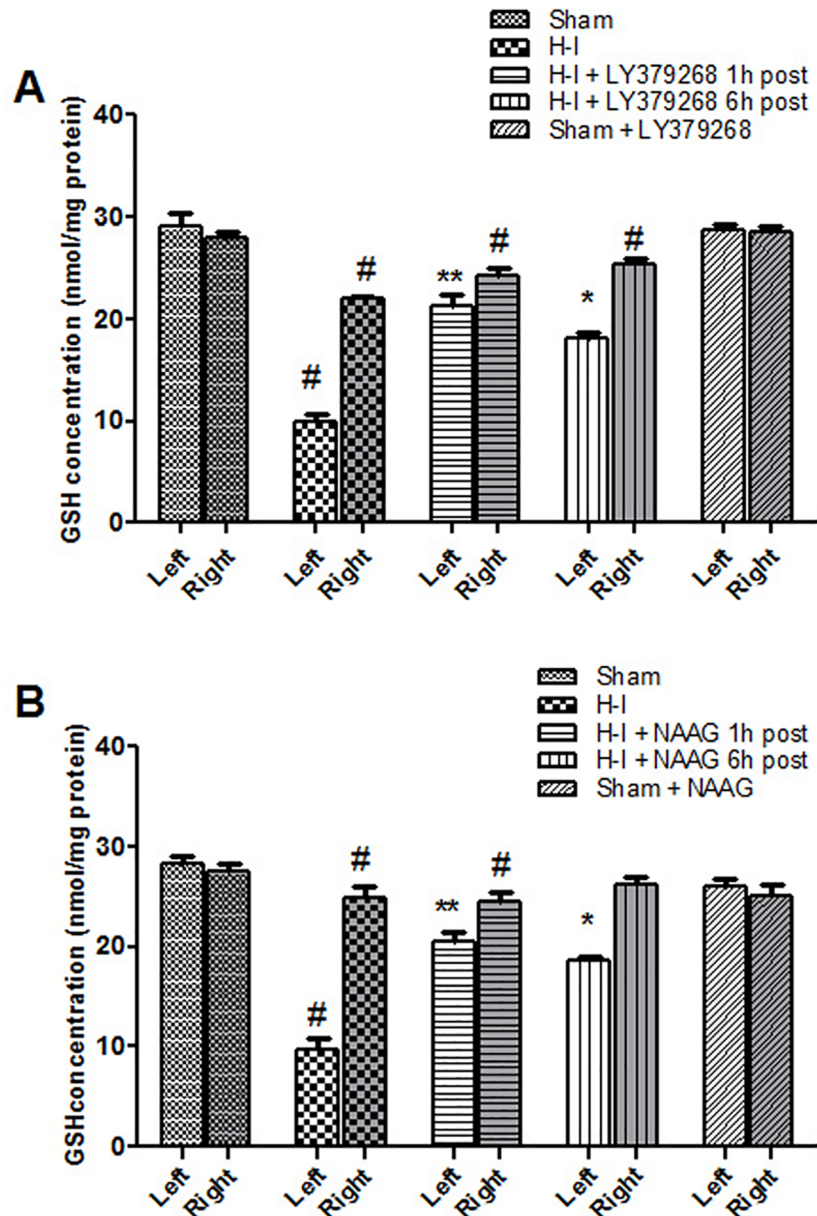 Sham
H-I
H-I + LY379268 1h post
H-I + LY379268 6h post
Sham + LY379268
A
GSH concentration (nmol/mg protein)
40
30
20
10
0
#
#
**
#
*
#
Left
Right
Left
Right
Left
Right
Left
Right
Left
Right
Sham
H-I
H-I + NAAG 1h post
H-I + NAAG 6h post
Sham + NAAG
B
GSHconcentration (nmol/mg protein)
40
30
20
10
0
#
#
**
#
*
Left
Right
Left
Right
Left
Right
Left
Right
Left
Right